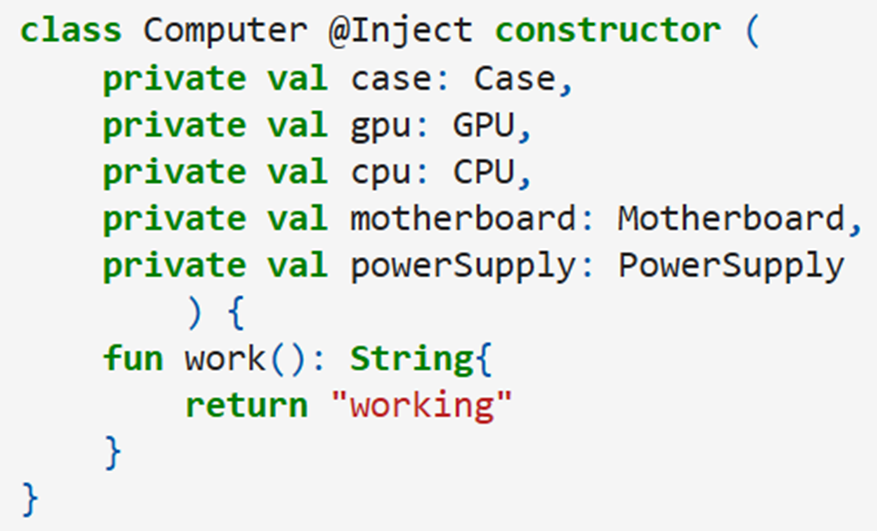 class Computer @Inject constructor (
    private val case: Case,
    private val gpu: GPU,
    private val cpu: CPU,
    private val motherboard: Motherboard,
    private val powerSupply: PowerSupply
        ) {
    fun work(): String{
        return "working"
    }
}